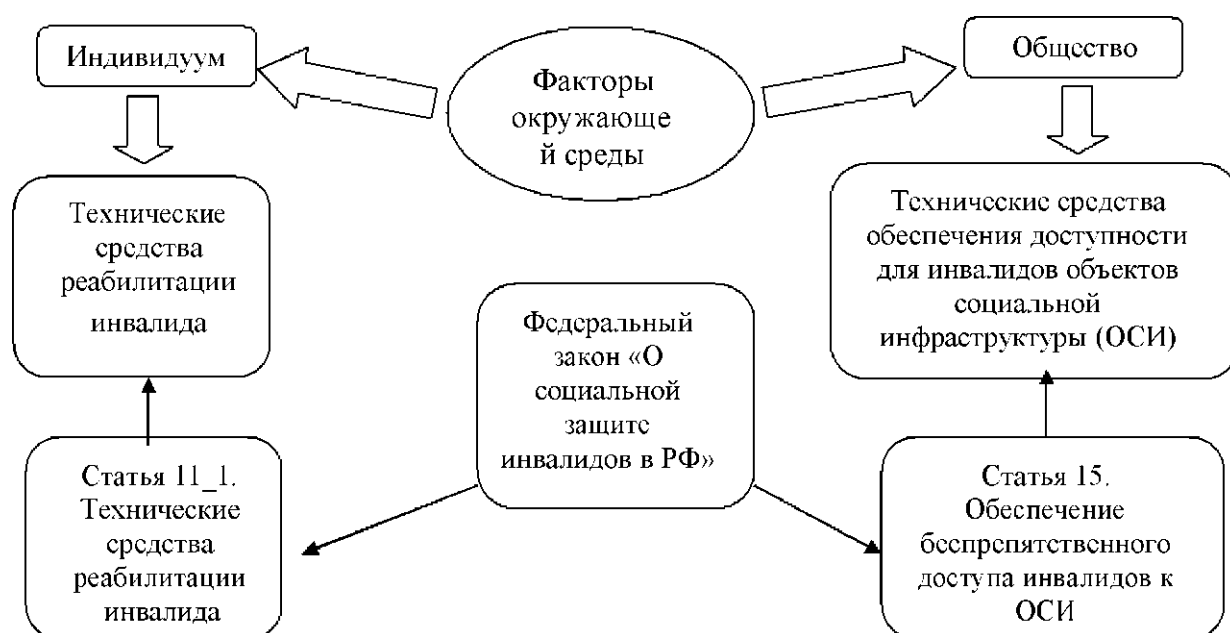 Индивидуум
Факторы
окружающе
й среды
Общество
Технические
средства
реабилитации
инвалида
Технические средства
обеспечения доступности
для инвалидов объектов
социальной
инфраструктуры (ОСИ)
Федеральный
закон «О
социальной
защите
инвалидов в РФ»
Статья 11_1.
Технические
средства
реабилитации
инвалида
Статья 15.
Обеспечение
беспрепятственного
доступа инвалидов к
ОСИ